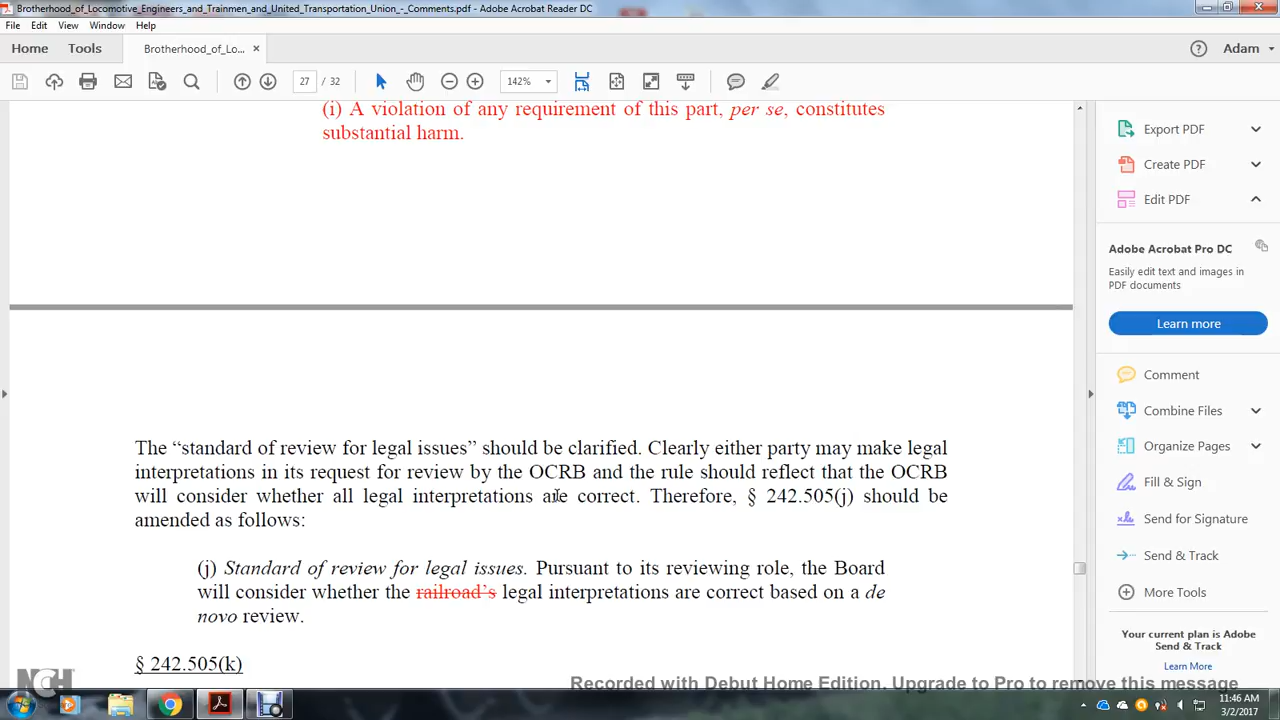 Brotherhood_of_Locomotive_Engineers_and_Trainmen_and_United_Transportation_Union_-_Comments.pdf - Adobe Acrobat Reader DC
File Edit View Window Help
Home Tools Brotherhood_of_Lo... × Adam
27 / 32 142%
(i) A violation of any requirement of this part, per se, constitutes
substantial harm.
The “standard of review for legal issues” should be clarified. Clearly either party may make legal
interpretations in its request for review by the OCRB and the rule should reflect that the OCRB
will consider whether all legal interpretations are correct. Therefore, § 242.505(j) should be
amended as follows:
(j) Standard of review for legal issues. Pursuant to its reviewing role, the Board
will consider whether the railroad’s legal interpretations are correct based on a de
novo review.
§ 242.505(k)
Export PDF
Create PDF
Edit PDF
Adobe Acrobat Pro DC
Easily edit text and images in
PDF documents
Learn more
Comment
Combine Files
Organize Pages
Fill & Sign
Send for Signature
Send & Track
More Tools
Your current plan is Adobe
Send & Track
Learn More
NCH
Recorded with Debut Home Edition. Upgrade to Pro to remove this message
11:46 AM
3/2/2017